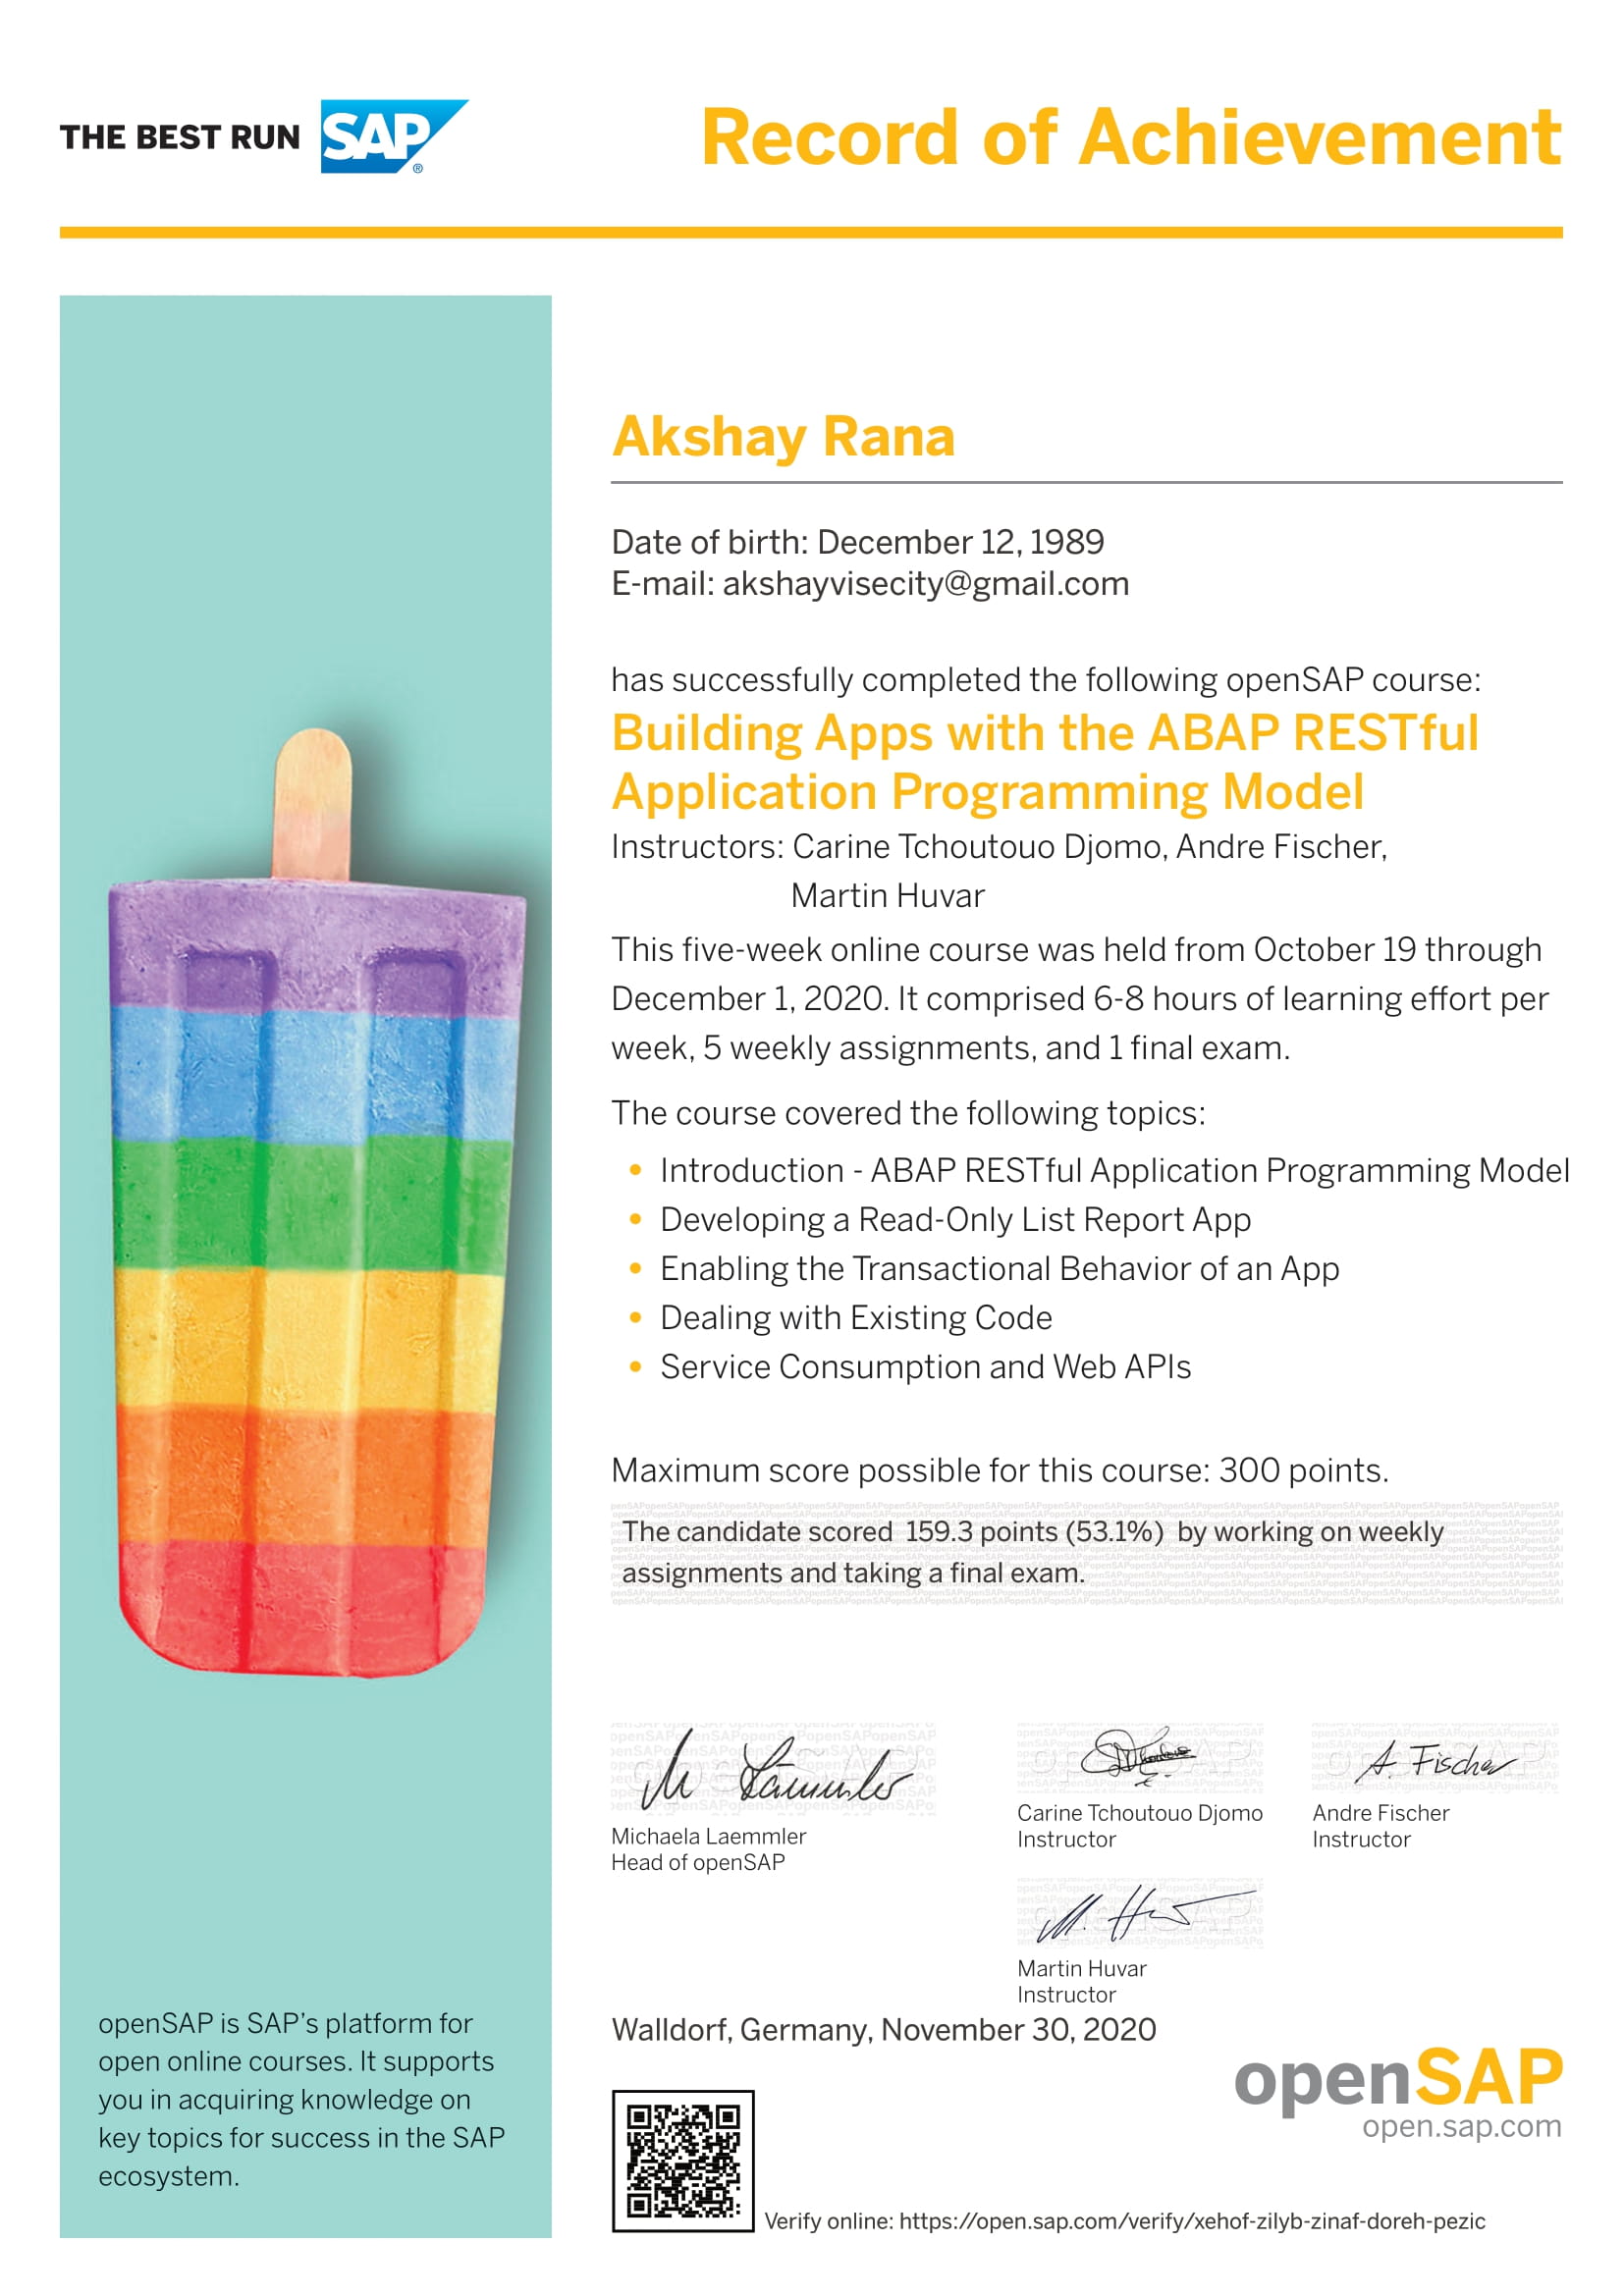 THE BEST RUN SAP®
Record of Achievement
Akshay Rana
Date of birth: December 12, 1989
E-mail: akshayvisecity@gmail.com
has successfully completed the following openSAP course:
Building Apps with the ABAP RESTful
Application Programming Model
Instructors: Carine Tchoutouo Djomo, Andre Fischer,
Martin Huvar
This five-week online course was held from October 19 through
December 1, 2020. It comprised 6-8 hours of learning effort per
week, 5 weekly assignments, and 1 final exam.
The course covered the following topics:
• Introduction - ABAP RESTful Application Programming Model
• Developing a Read-Only List Report App
• Enabling the Transactional Behavior of an App
• Dealing with Existing Code
• Service Consumption and Web APIs
Maximum score possible for this course: 300 points.
The candidate scored 159.3 points (53.1%) by working on weekly
assignments and taking a final exam.
Michaela Laemmler
Head of openSAP
Carine Tchoutouo Djomo
Instructor
A. Fischer
Andre Fischer
Instructor
Martin Huvar
Instructor
Walldorf, Germany, November 30, 2020
openSAP
open.sap.com
Verify online: https://open.sap.com/verify/xehof-zilyb-zinaf-doreh-pezic
openSAP is SAP's platform for
open online courses. It supports
you in acquiring knowledge on
key topics for success in the SAP
ecosystem.